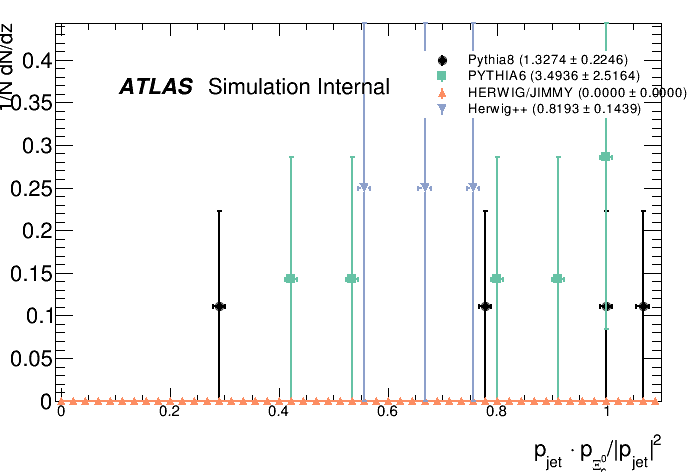 1/N dN/dz
0.4
0.35
0.3
0.25
0.2
0.15
0.1
0.05
0
ATLAS Simulation Internal
Pythia8 (1.3274 ± 0.2246)
PYTHIA6 (3.4936 ± 2.5164)
HERWIG/JIMMY (0.0000 ± 0.0000)
Herwig++ (0.8193 ± 0.1439)
0 0.2 0.4 0.6 0.8 1
p_jet · p_Ξ⁰/|p_jet|²